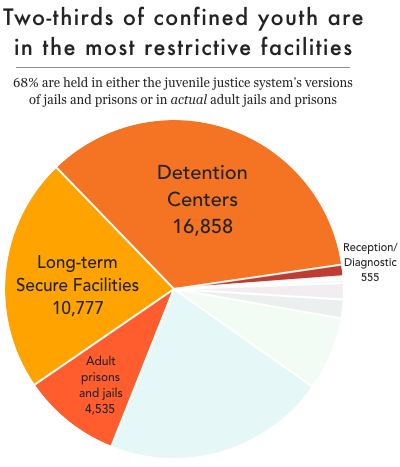 Two-thirds of confined youth are
in the most restrictive facilities
68% are held in either the juvenile justice system's versions
of jails and prisons or in actual adult jails and prisons
Detention
Centers
16,858
Reception/
Diagnostic
555
Long-term
Secure Facilities
10,777
Adult
prisons
and jails
4,535